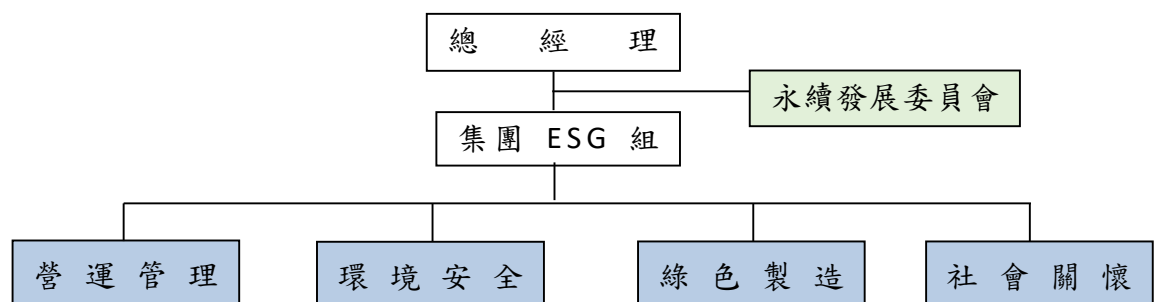 總經理
永續發展委員會
集團 ESG 組
營運管理
環境安全
綠色製造
社會關懷